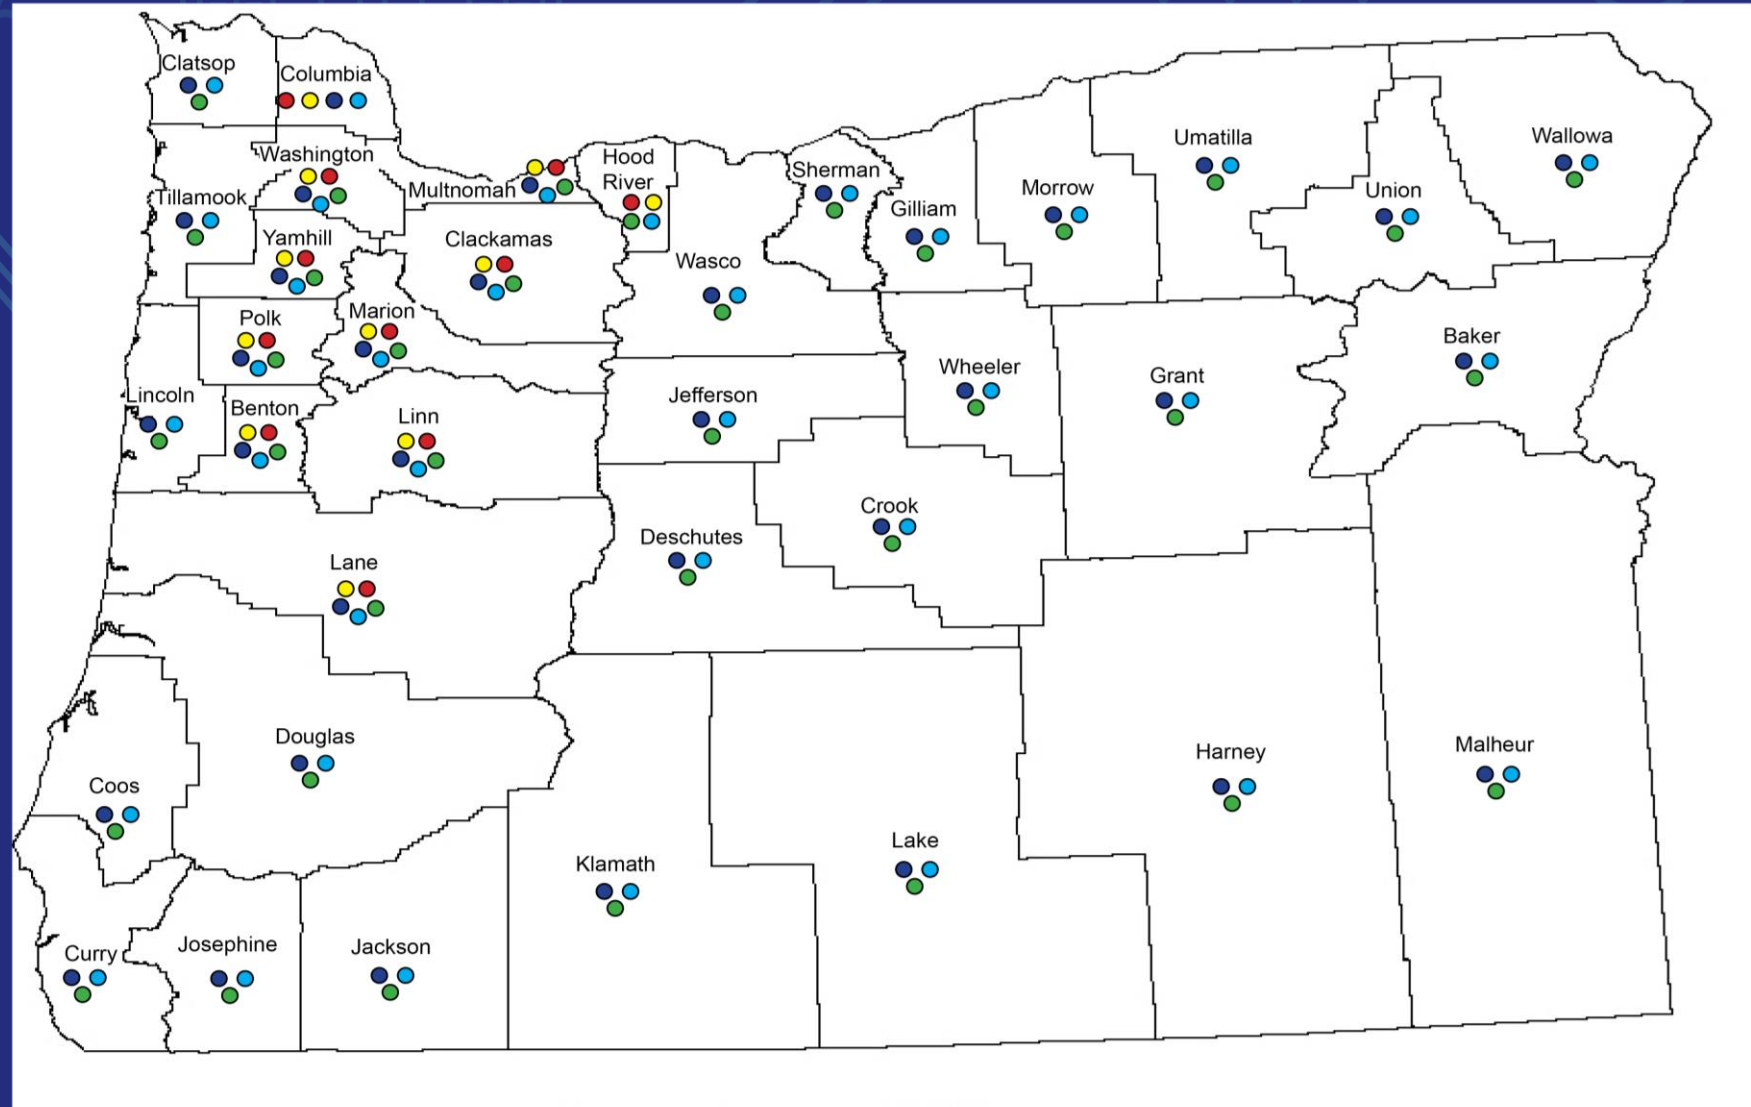 Clatsop
Columbia
Washington
Tillamook
Multnomah
Hood
River
Sherman
Gilliam
Morrow
Umatilla
Union
Wallowa
Yamhill
Clackamas
Wasco
Polk
Marion
Lincoln
Benton
Linn
Jefferson
Wheeler
Grant
Baker
Lane
Deschutes
Crook
Douglas
Coos
Harney
Malheur
Klamath
Lake
Curry
Josephine
Jackson